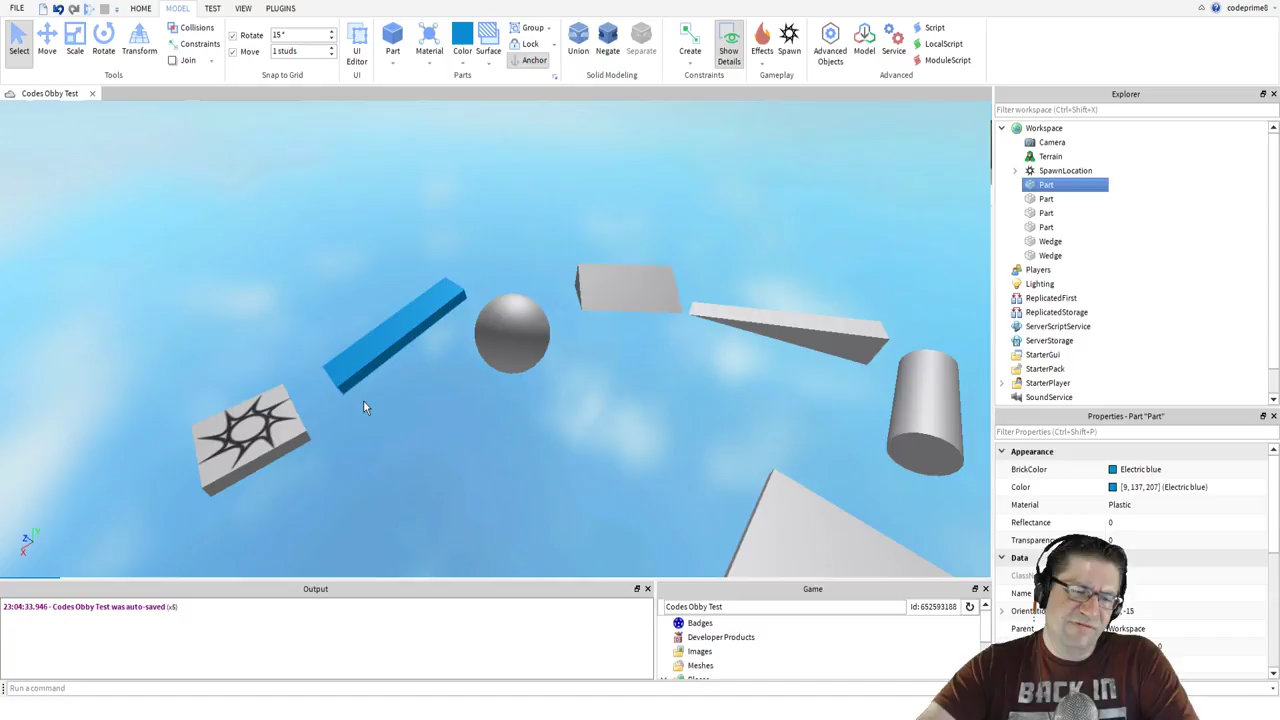 FILE HOME MODEL TEST VIEW PLUGINS codeprime8
Select Move Scale Rotate Transform
Collisions
Constraints
Join
Tools
Rotate 15°
Move 1 studs
Snap to Grid
UI Editor
UI
Part Material Color Surface
Group
Lock
Anchor
Parts
Union Negate Separate
Solid Modeling
Create Show Details
Constraints
Effects Spawn
Gameplay
Advanced Objects Model Service
Script
LocalScript
ModuleScript
Advanced
Codes Obby Test
Explorer
Filter workspace (Ctrl+Shift+X)
Workspace
Camera
Terrain
SpawnLocation
Part
Part
Part
Part
Wedge
Wedge
Players
Lighting
ReplicatedFirst
ReplicatedStorage
ServerScriptService
ServerStorage
StarterGui
StarterPack
StarterPlayer
SoundService
Properties - Part "Part"
Filter Properties (Ctrl+Shift+P)
Appearance
BrickColor Electric blue
Color [9, 137, 207] (Electric blue)
Material Plastic
Reflectance 0
Data
Name
Parent Workspace
Z Y X
Output
23:04:33.946 - Codes Obby Test was auto-saved (x5)
Game
Codes Obby Test Id: 652593188
Badges
Developer Products
Images
Meshes
Run a command
BACK IN